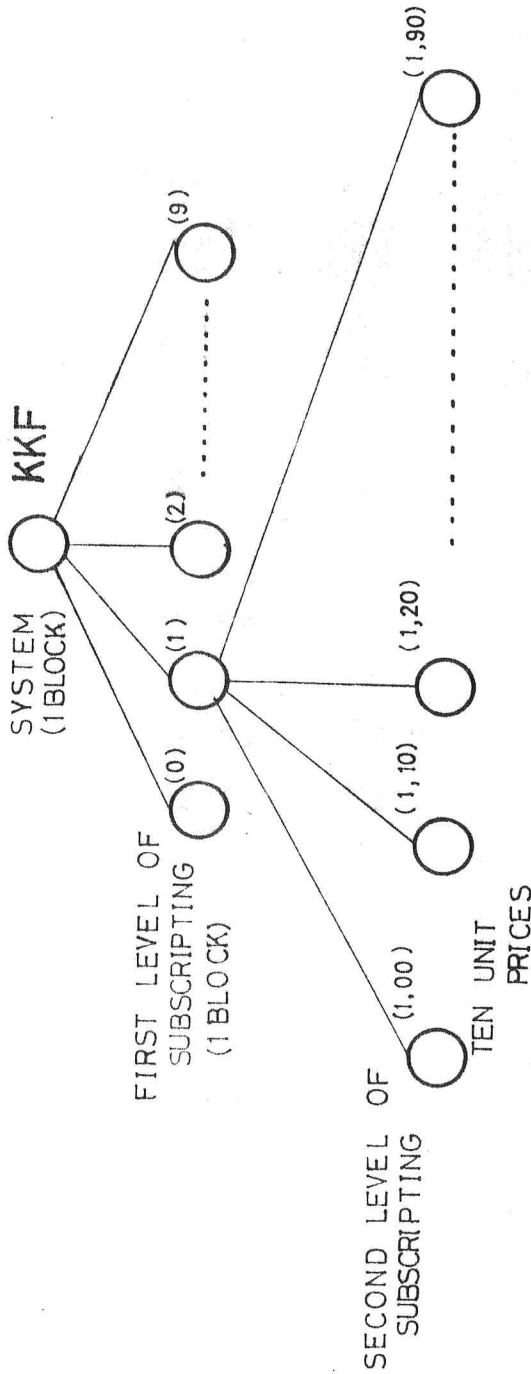 SYSTEM
(1 BLOCK)
KKF
FIRST LEVEL OF
SUBSCRIPTING
(1 BLOCK)
(0)
(1)
(2)
(9)
SECOND LEVEL OF
SUBSCRIPTING
(1.00)
(1,10)
(1,20)
(1,90)
TEN UNIT
PRICES